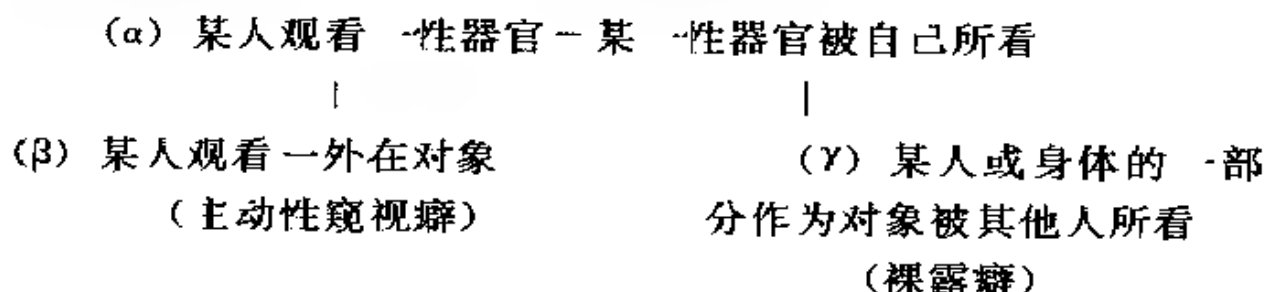 (α) 某人观看一性器官－某一性器官被自己所看
(β) 某人观看一外在对象
(主动性窥视癖)
(γ) 某人或身体的一部
分作为对象被其他人所看
(裸露癖)